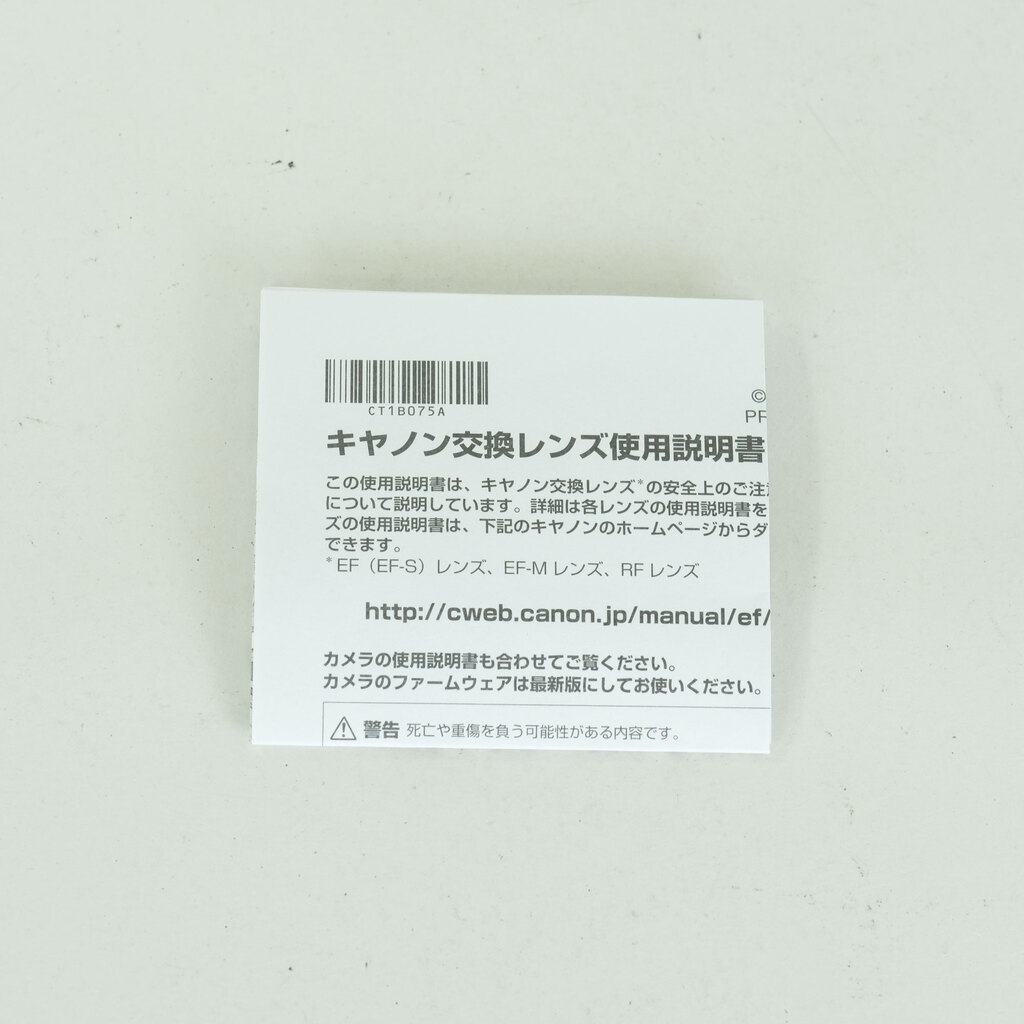 CT1B075A
©
PR
キヤノン交換レンズ使用説明書
この使用説明書は、キヤノン交換レンズ*の安全上のご注意
について説明しています。詳細は各レンズの使用説明書を
ズの使用説明書は、下記のキヤノンのホームページからダ
できます。
*EF（EF-S）レンズ、EF-M レンズ、RF レンズ
http://cweb.canon.jp/manual/ef/
カメラの使用説明書も合わせてご覧ください。
カメラのファームウェアは最新版にしてお使いください。
警告 死亡や重傷を負う可能性がある内容です。